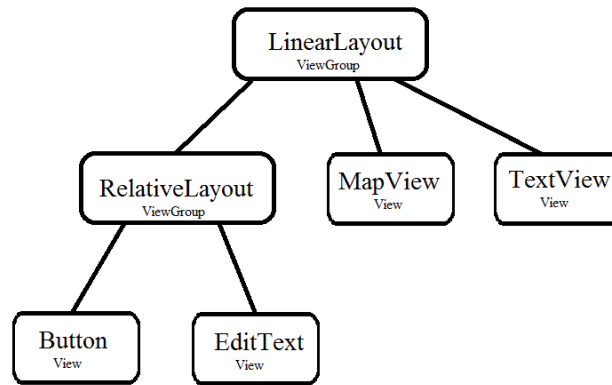 LinearLayout
ViewGroup
RelativeLayout
ViewGroup
MapView
View
TextView
View
Button
View
EditText
View